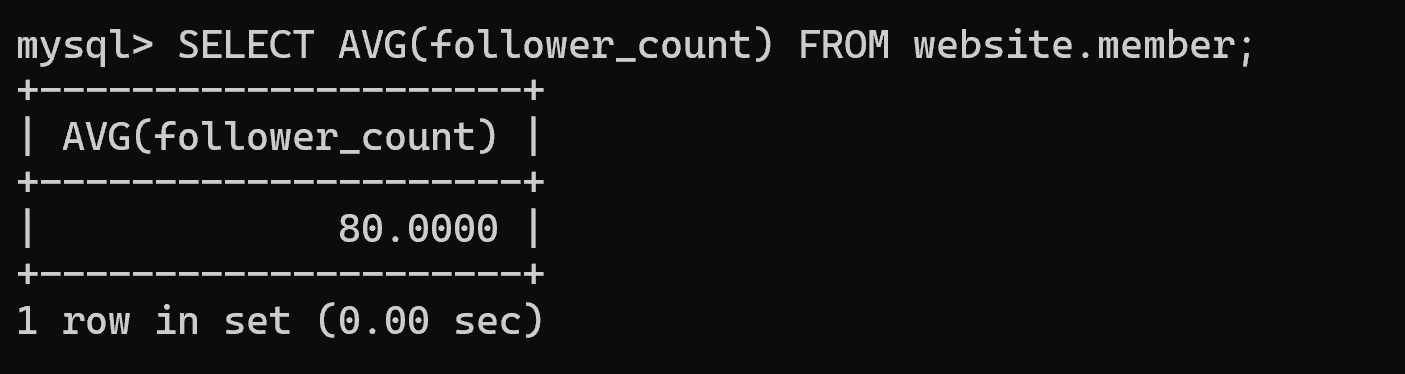 mysql> SELECT AVG(follower_count) FROM website.member;
+---------------------+
| AVG(follower_count) |
+---------------------+
|             80.0000 |
+---------------------+
1 row in set (0.00 sec)